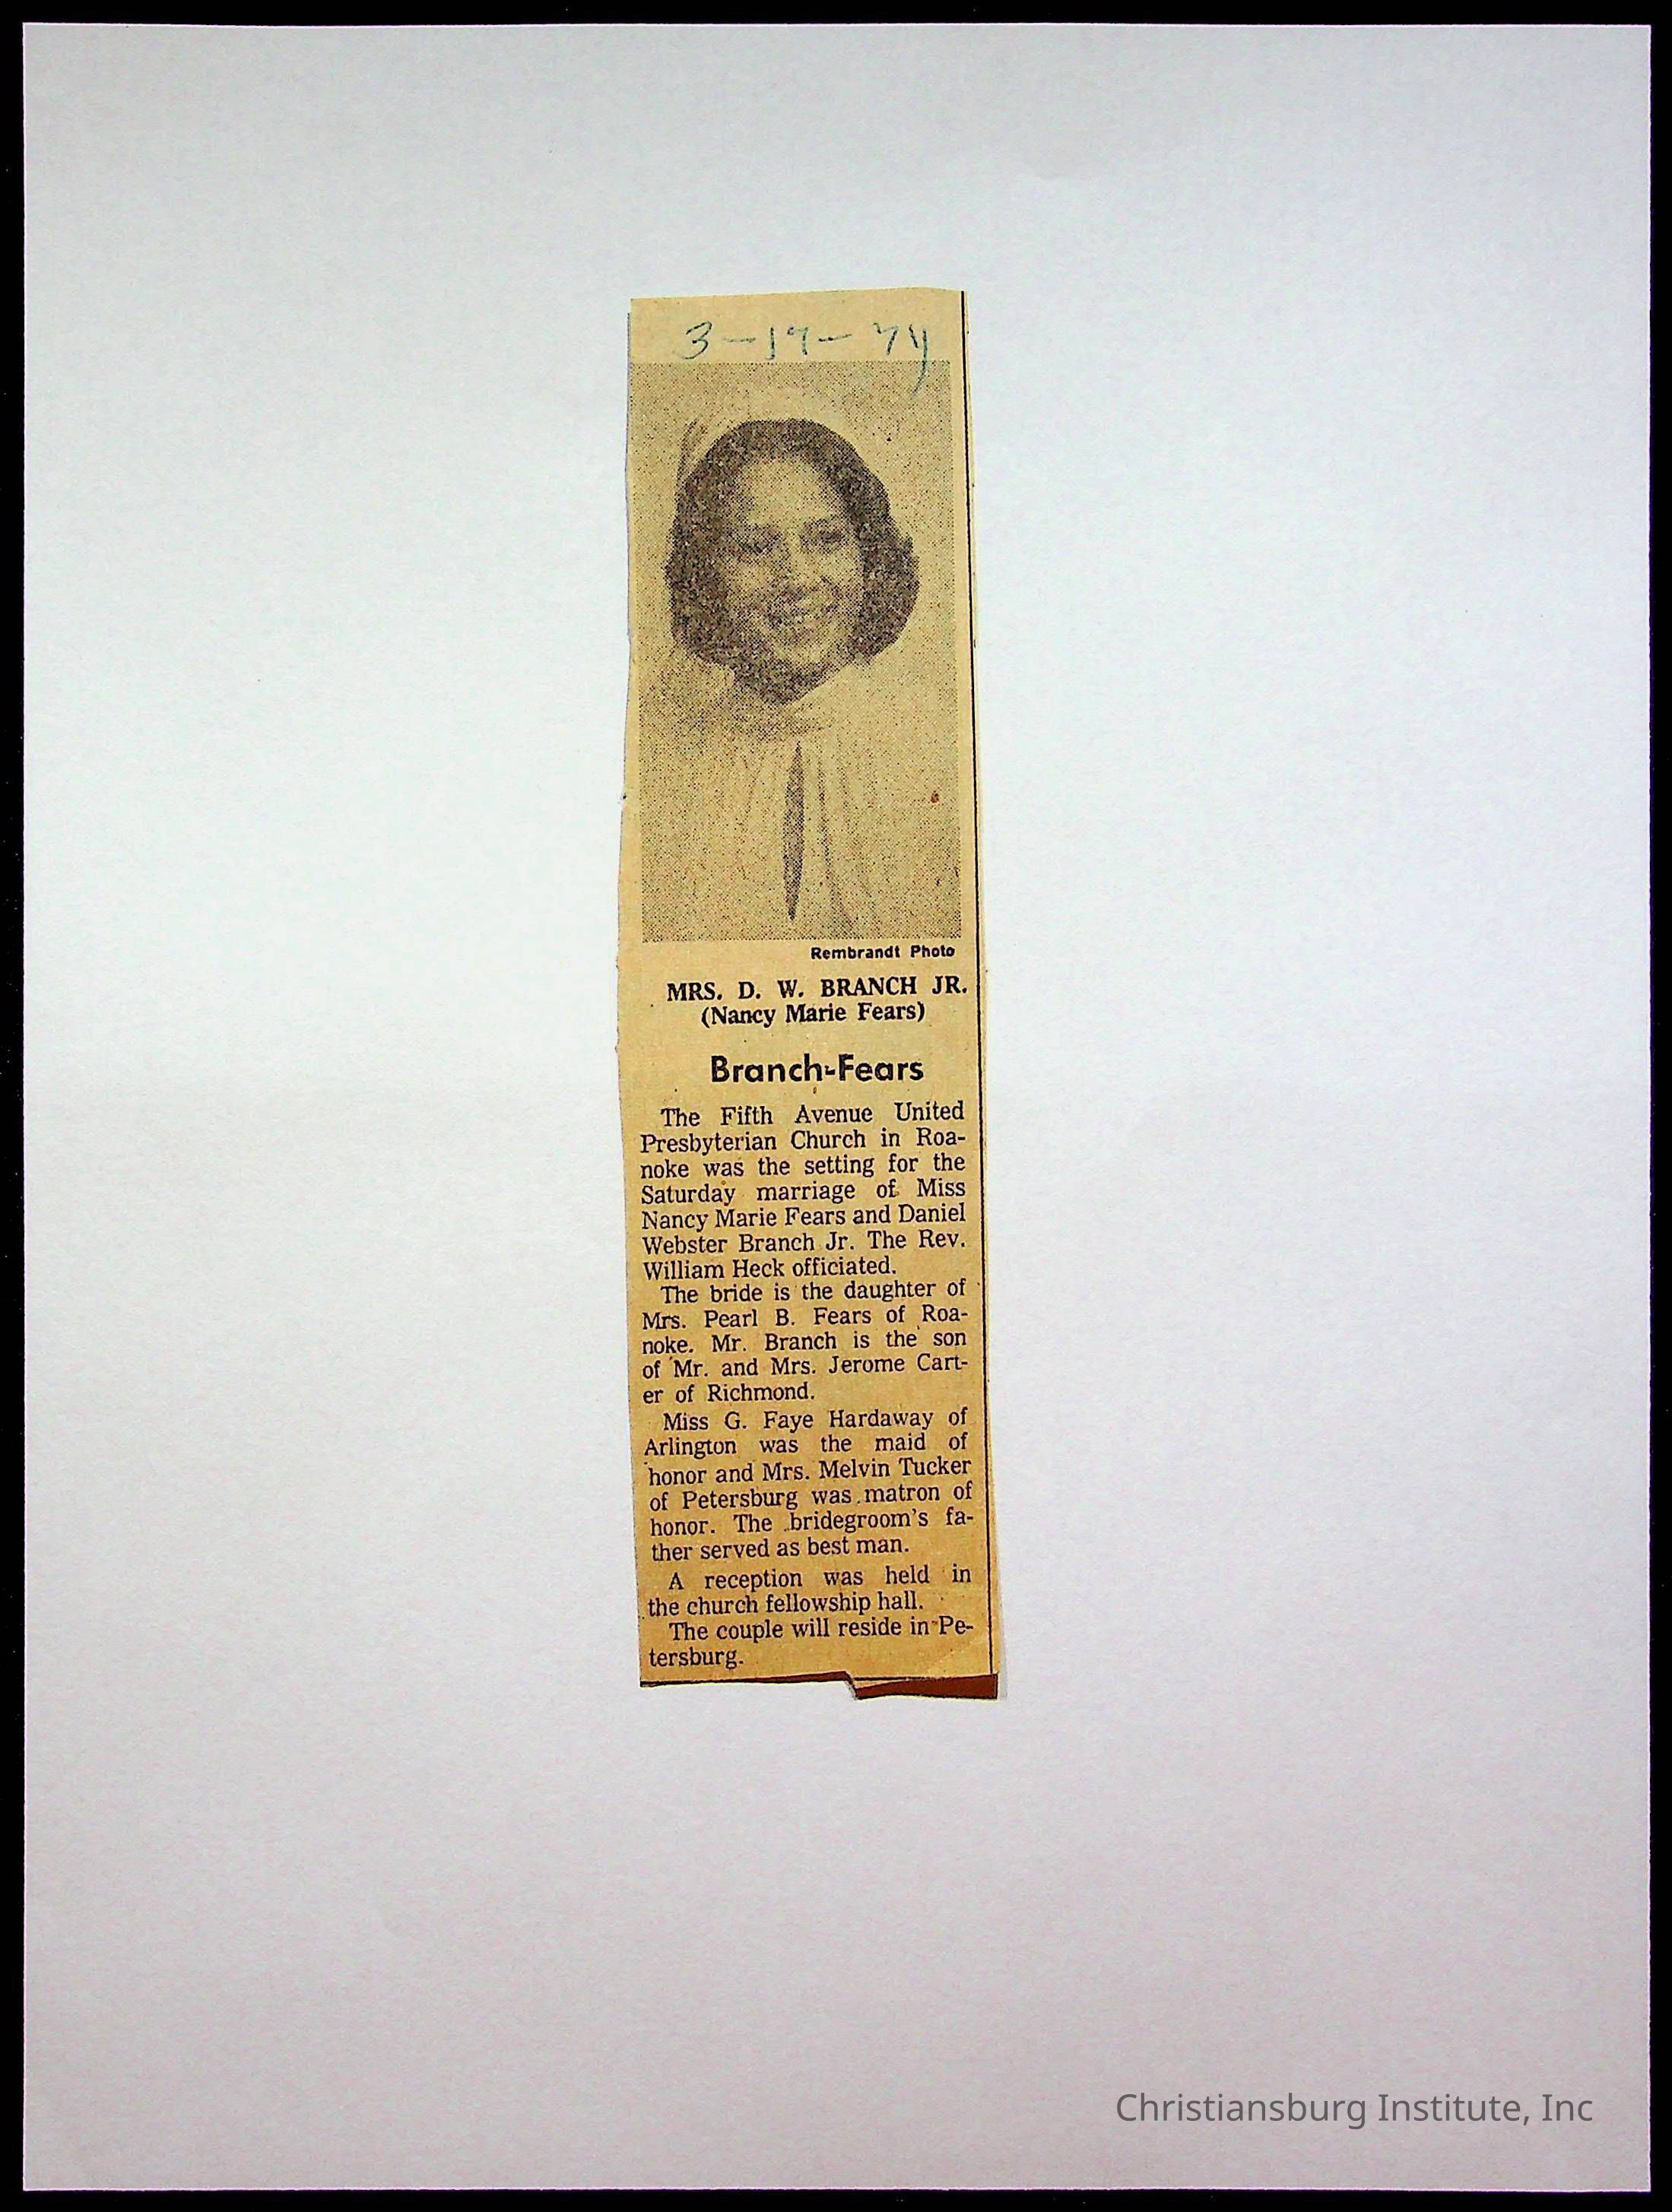 3-17-74
Rembrandt Photo
MRS. D. W. BRANCH JR.
(Nancy Marie Fears)
Branch-Fears
The Fifth Avenue United
Presbyterian Church in Roa-
noke was the setting for the
Saturday marriage of Miss
Nancy Marie Fears and Daniel
Webster Branch Jr. The Rev.
William Heck officiated.
The bride is the daughter of
Mrs. Pearl B. Fears of Roa-
noke. Mr. Branch is the son
of Mr. and Mrs. Jerome Cart-
er of Richmond.
Miss G. Faye Hardaway of
Arlington was the maid of
honor and Mrs. Melvin Tucker
of Petersburg was matron of
honor. The bridegroom's fa-
ther served as best man.
A reception was held in
the church fellowship hall.
The couple will reside in Pe-
tersburg.
Christiansburg Institute, Inc